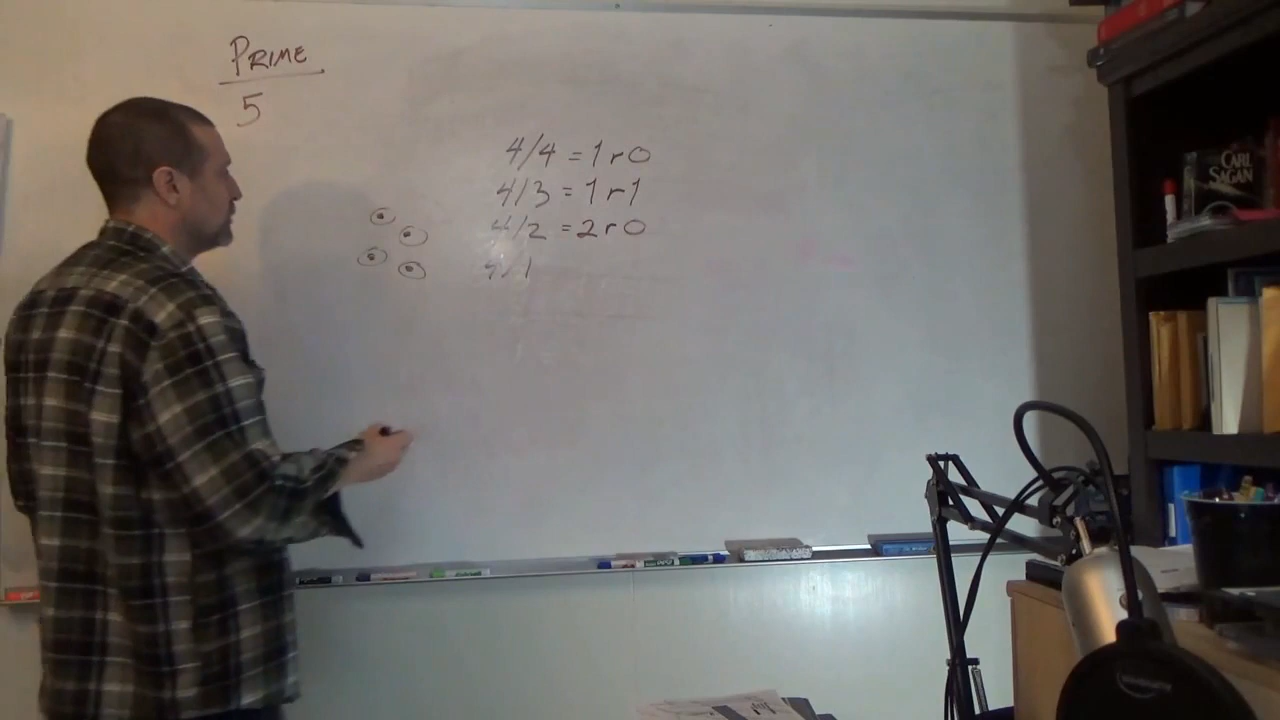 PRIME
5
4/4 = 1 r 0
4/3 = 1 r 1
4/2 = 2 r 0
4/1
CARL
SAGAN